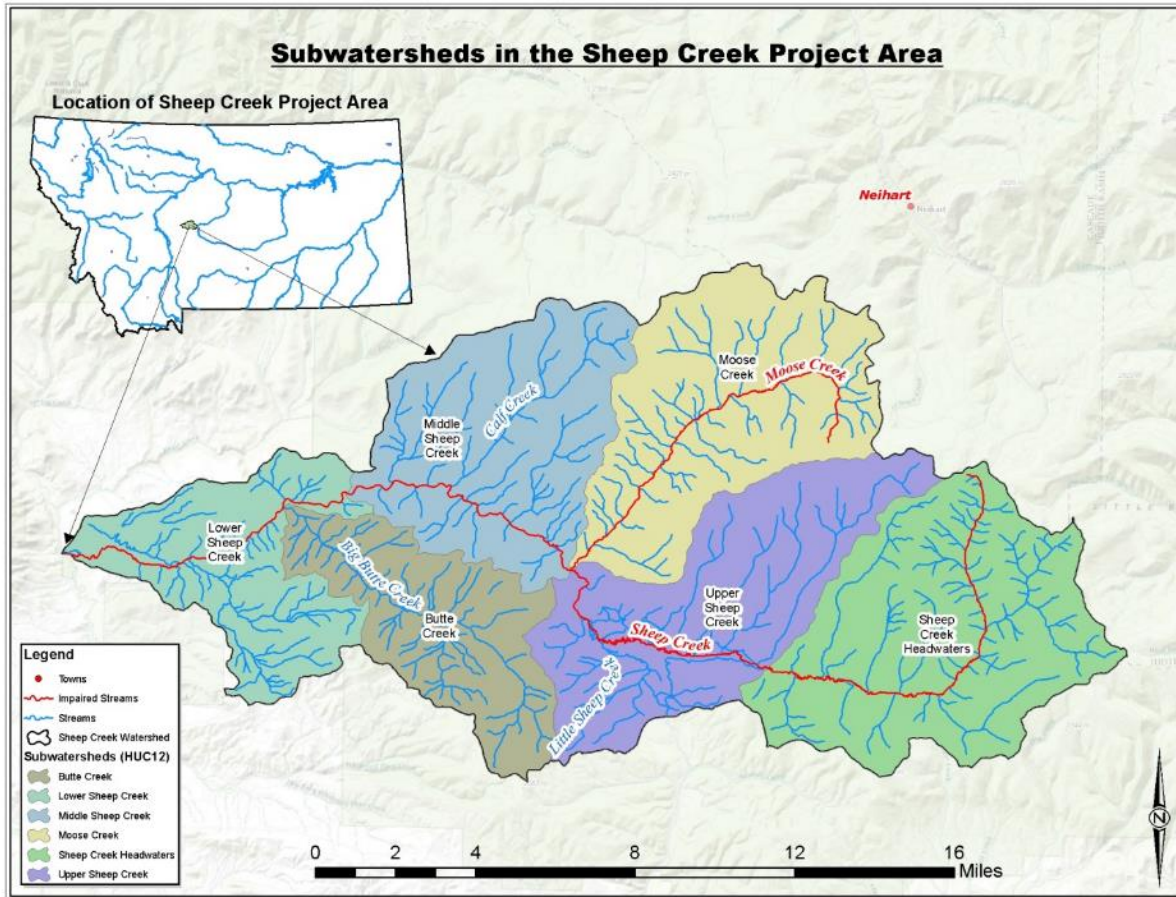 Subwatersheds in the Sheep Creek Project Area
Location of Sheep Creek Project Area
Neihart
Neihart
Moose
Creek
Moose Creek
Calf Creek
Middle
Sheep
Creek
Lower
Sheep
Creek
Big Butte Creek
Butte
Creek
Upper
Sheep
Creek
Sheep Creek
Sheep
Creek
Headwaters
Little Sheep Cre
Legend
Towns
Impaired Streams
Streams
Sheep Creek Watershed
Subwatersheds (HUC12)
Butte Creek
Lower Sheep Creek
Middle Sheep Creek
Moose Creek
Sheep Creek Headwaters
Upper Sheep Creek
0 2 4 8 12 16
Miles
N